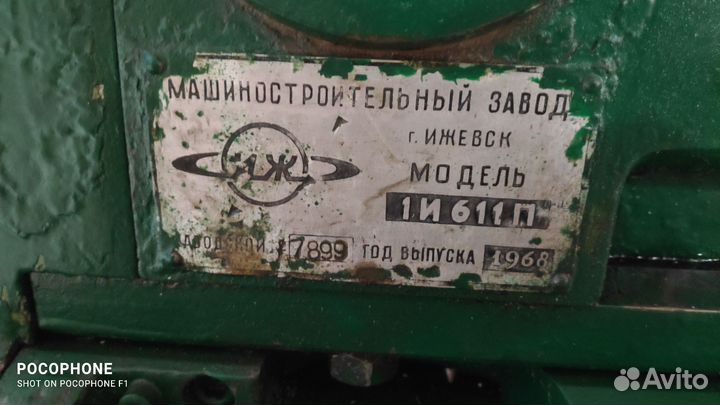 МАШИНОСТРОИТЕЛЬНЫЙ ЗАВОД
г. ИЖЕВСК
ИЖ
МОДЕЛЬ
1И611П
7899 ГОД ВЫПУСКА 1968
POCOPHONE
SHOT ON POCOPHONE F1
Avito